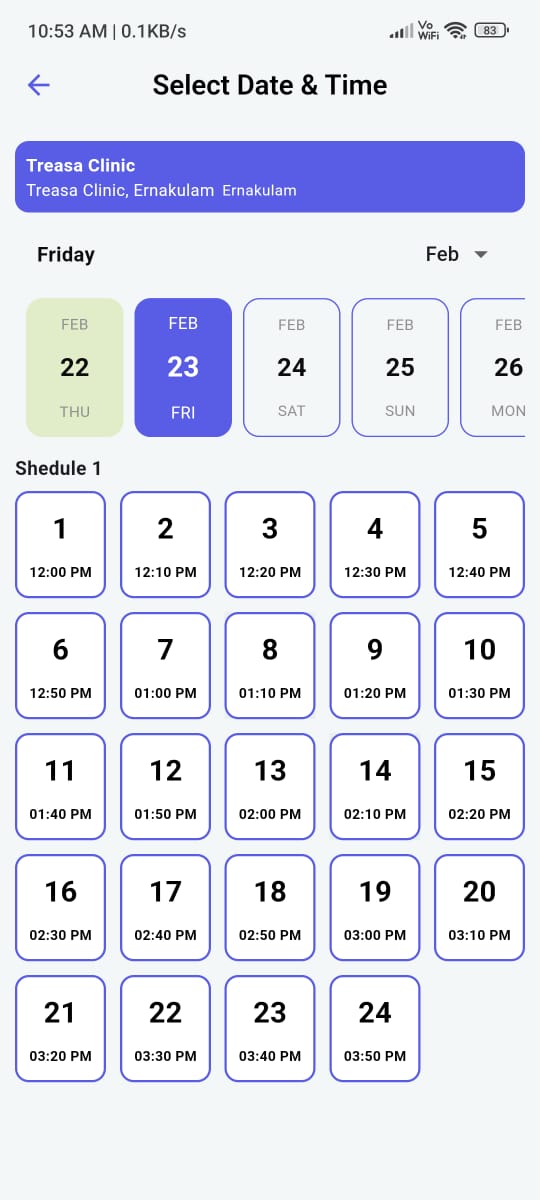 10:53 AM | 0.1KB/s Vo WiFi 83
Select Date & Time
Treasa Clinic
Treasa Clinic, Ernakulam Ernakulam
Friday Feb
FEB FEB FEB FEB FEB
22 23 24 25 26
THU FRI SAT SUN MON
Shedule 1
1 2 3 4 5
12:00 PM 12:10 PM 12:20 PM 12:30 PM 12:40 PM
6 7 8 9 10
12:50 PM 01:00 PM 01:10 PM 01:20 PM 01:30 PM
11 12 13 14 15
01:40 PM 01:50 PM 02:00 PM 02:10 PM 02:20 PM
16 17 18 19 20
02:30 PM 02:40 PM 02:50 PM 03:00 PM 03:10 PM
21 22 23 24
03:20 PM 03:30 PM 03:40 PM 03:50 PM